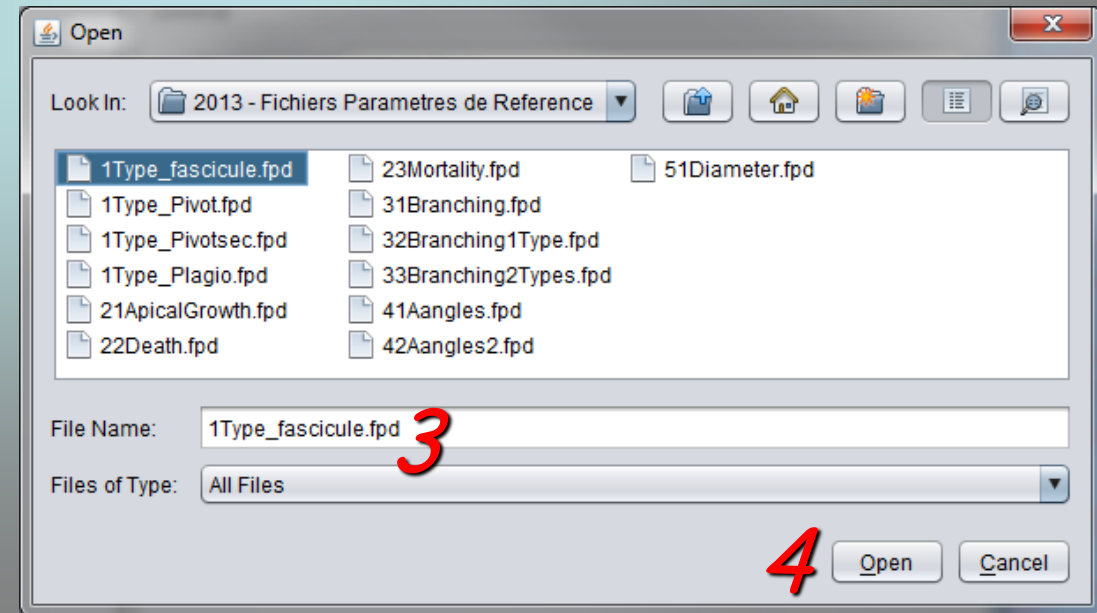 Open
Look In: 2013 - Fichiers Parametres de Reference
1Type_fascicule.fpd 23Mortality.fpd 51Diameter.fpd
1Type_Pivot.fpd 31Branching.fpd
1Type_Pivotsec.fpd 32Branching1Type.fpd
1Type_Plagio.fpd 33Branching2Types.fpd
21ApicalGrowth.fpd 41Aangles.fpd
22Death.fpd 42Aangles2.fpd
File Name: 1Type_fascicule.fpd 3
Files of Type: All Files
4 Open Cancel